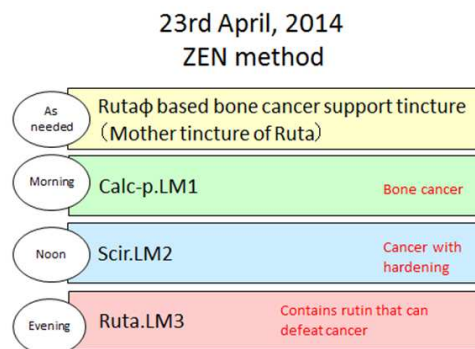 23rd April, 2014
ZEN method
As
needed
Rutaφ based bone cancer support tincture
（Mother tincture of Ruta）
Morning
Calc-p.LM1
Bone cancer
Noon
Scir.LM2
Cancer with
hardening
Evening
Ruta.LM3
Contains rutin that can
defeat cancer